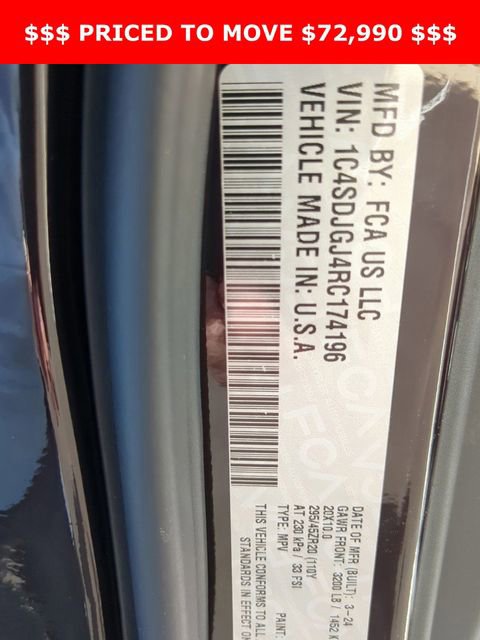 $$$ PRICED TO MOVE $72,990 $$$
MFD BY: FCA US LLC
VIN: 1C4SDJGJ4RC174196
VEHICLE MADE IN: U.S.A.
FCA
DATE OF MFR (BUILT): 3-24
GAWR FRONT: 3200 LB / 1452 K
20X10.0
295/45ZR20 (110Y
AT 230 kPa / 33 PSI
TYPE: MPV
PAINT:
THIS VEHICLE CONFORMS TO ALL
STANDARDS IN EFFECT ON